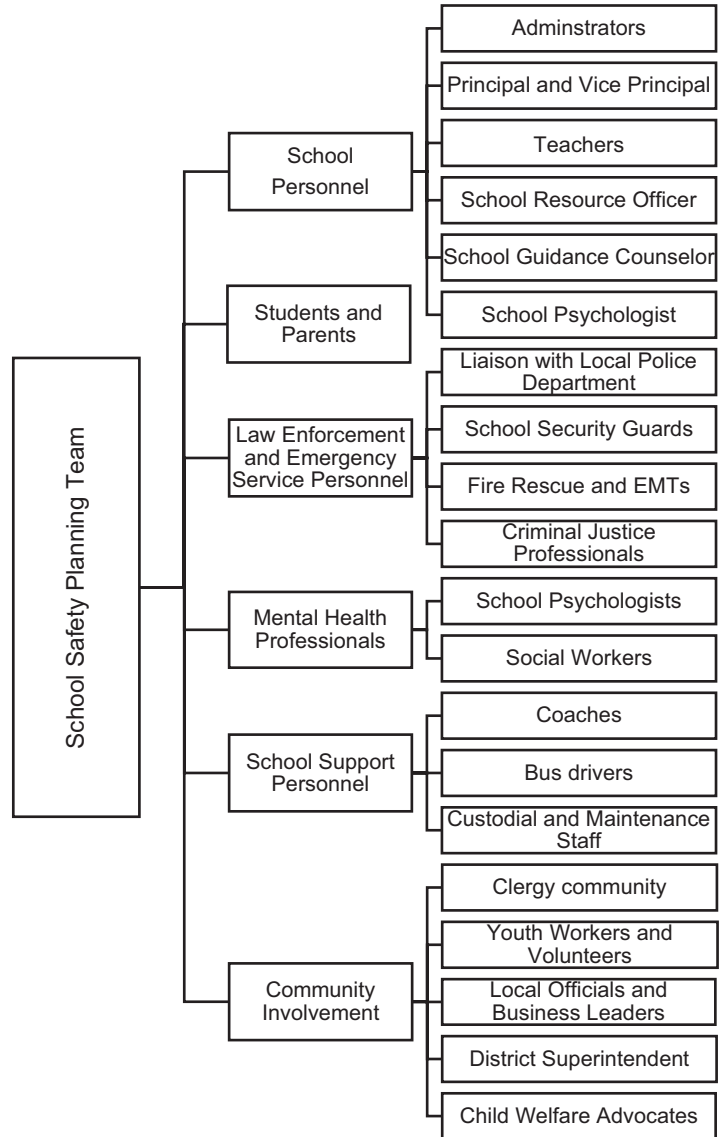 School Safety Planning Team
School
Personnel
Adminstrators
Principal and Vice Principal
Teachers
School Resource Officer
School Guidance Counselor
School Psychologist
Students and
Parents
Law Enforcement
and Emergency
Service Personnel
Liaison with Local Police
Department
School Security Guards
Fire Rescue and EMTs
Criminal Justice
Professionals
Mental Health
Professionals
School Psychologists
Social Workers
School Support
Personnel
Coaches
Bus drivers
Custodial and Maintenance
Staff
Community
Involvement
Clergy community
Youth Workers and
Volunteers
Local Officials and
Business Leaders
District Superintendent
Child Welfare Advocates